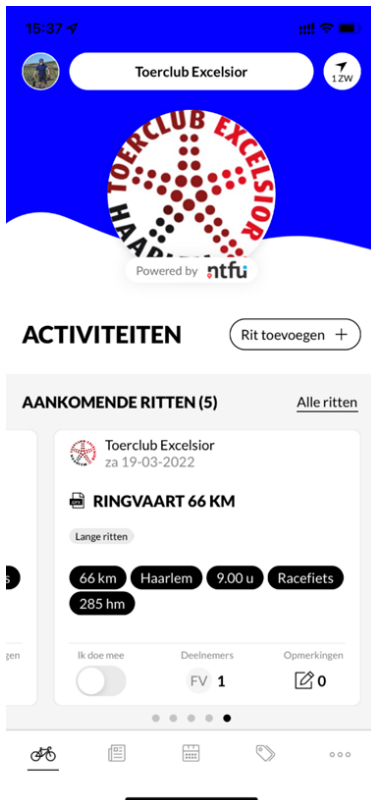 15:37
Toerclub Excelsior
1 ZW
TOERCLUB EXCELSIOR
HAARLEM
Powered by ntfu
ACTIVITEITEN
Rit toevoegen +
AANKOMENDE RITTEN (5)
Alle ritten
Toerclub Excelsior
za 19-03-2022
RINGVAART 66 KM
Lange ritten
66 km Haarlem 9.00 u Racefiets
285 hm
gen
Ik doe mee
Deelnemers
Opmerkingen
FV 1
0